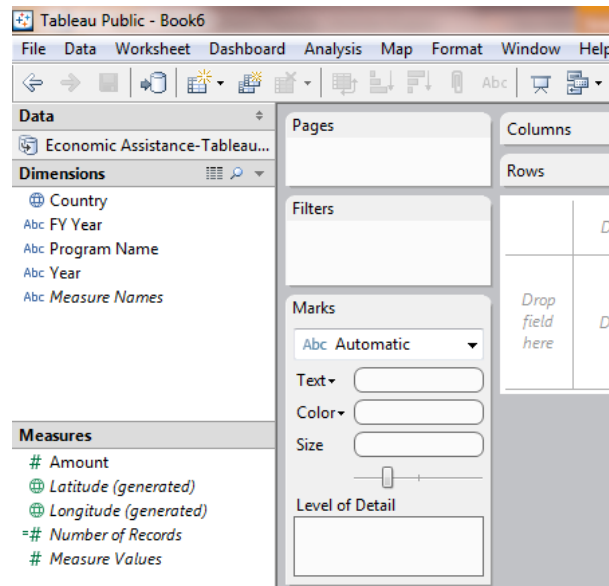 Tableau Public - Book6
File Data Worksheet Dashboard Analysis Map Format Window Help
Abc
Data
Economic Assistance-Tableau...
Dimensions
Country
Abc FY Year
Abc Program Name
Abc Year
Abc Measure Names
Measures
# Amount
Latitude (generated)
Longitude (generated)
=# Number of Records
# Measure Values
Pages
Filters
Marks
Abc Automatic
Text
Color
Size
Level of Detail
Columns
Rows
D
Drop
field
here
D